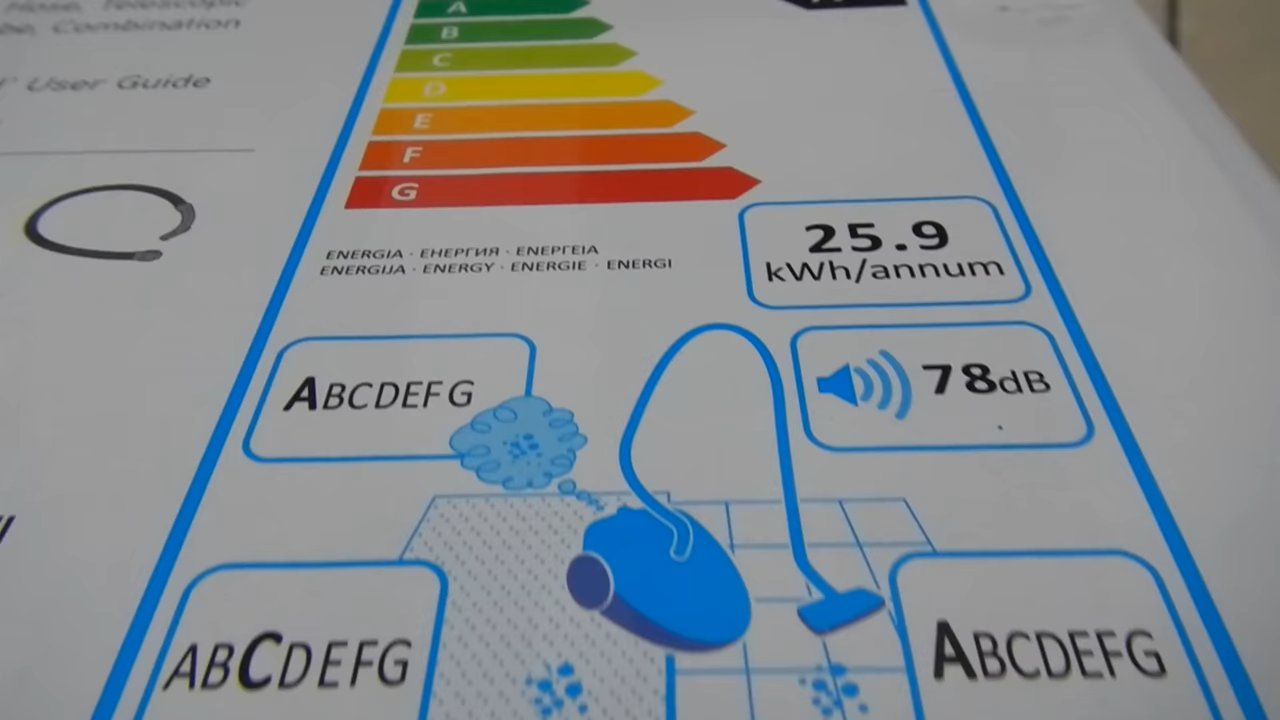 Hose, Telescopic
Combination
User Guide
A
B
C
D
E
F
G
ENERGIA · ЕНЕРГИЯ · ΕΝΕΡΓΕΙΑ
ENERGIJA · ENERGY · ENERGIE · ENERGI
25.9
kWh/annum
78dB
ABCDEFG
ABCDEFG
ABCDEFG